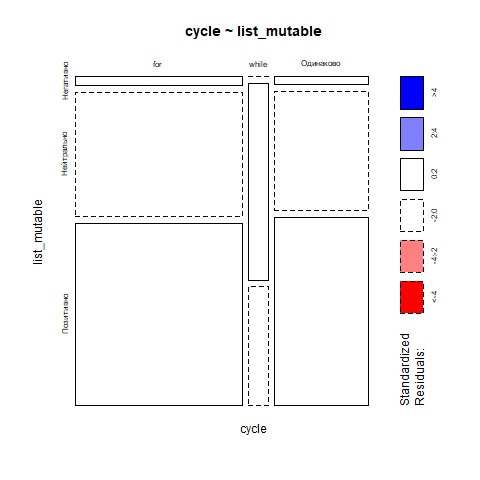 cycle ~ list_mutable
for
while
Одинаково
Негативно
Нейтрально
Позитивно
list_mutable
cycle
>4
2:4
0:2
-2:0
-4:-2
<-4
Standardized
Residuals: